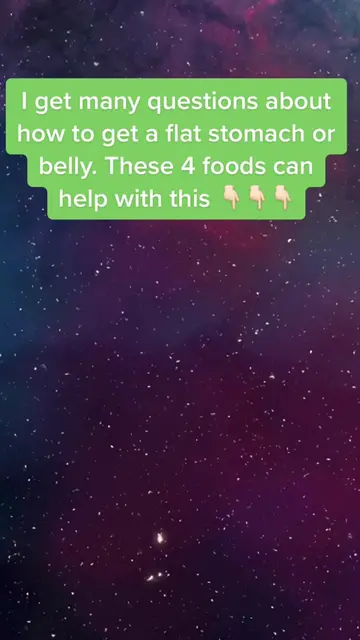 I get many questions about
how to get a flat stomach or
belly. These 4 foods can
help with this 👇🏻👇🏻👇🏻